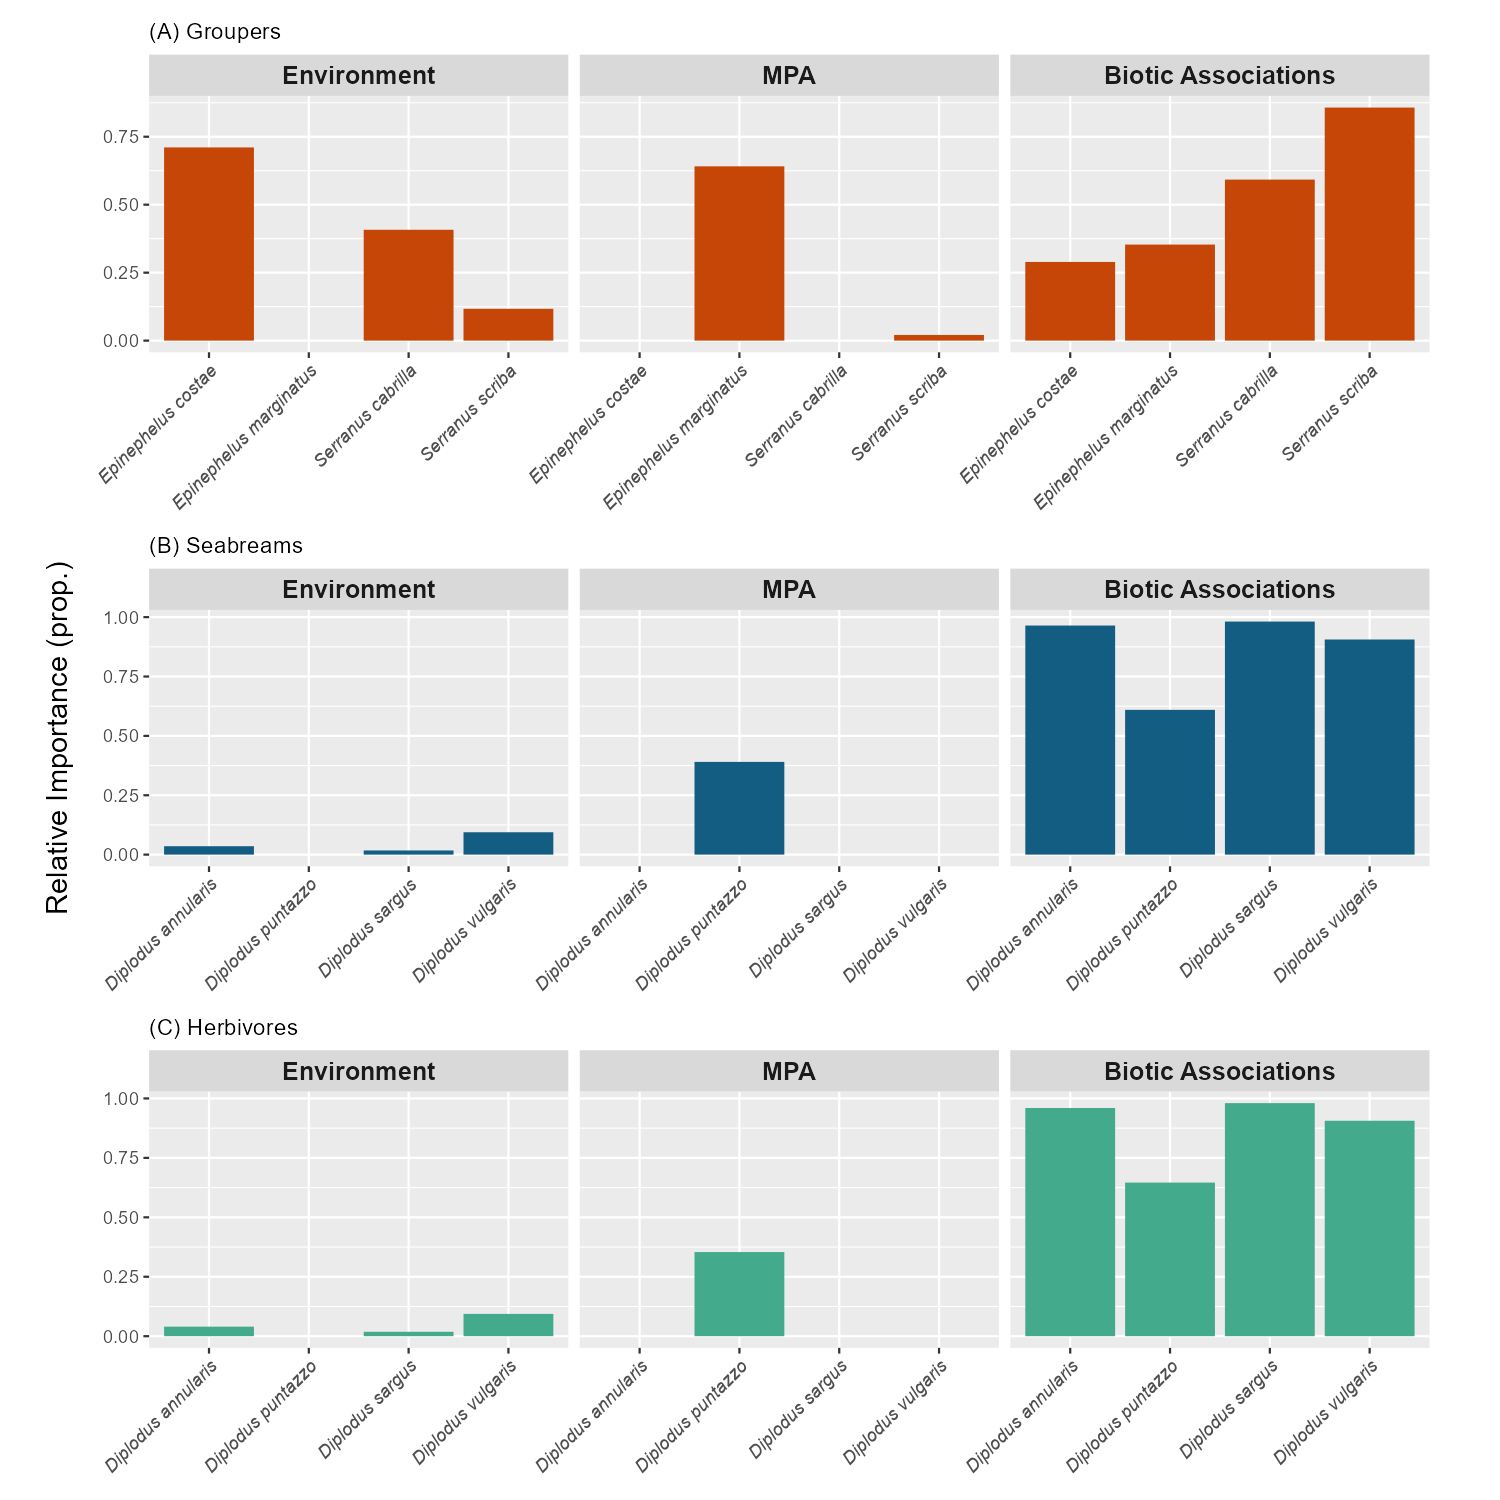 (A) Groupers
Environment
MPA
Biotic Associations
0.75
0.50
0.25
0.00
Epinephelus costae
Epinephelus marginatus
Serranus cabrilla
Serranus scriba
Epinephelus costae
Epinephelus marginatus
Serranus cabrilla
Serranus scriba
Epinephelus costae
Epinephelus marginatus
Serranus cabrilla
Serranus scriba
Relative Importance (prop.)
(B) Seabreams
Environment
MPA
Biotic Associations
1.00
0.75
0.50
0.25
0.00
Diplodus annularis
Diplodus puntazzo
Diplodus sargus
Diplodus vulgaris
Diplodus annularis
Diplodus puntazzo
Diplodus sargus
Diplodus vulgaris
Diplodus annularis
Diplodus puntazzo
Diplodus sargus
Diplodus vulgaris
(C) Herbivores
Environment
MPA
Biotic Associations
1.00
0.75
0.50
0.25
0.00
Diplodus annularis
Diplodus puntazzo
Diplodus sargus
Diplodus vulgaris
Diplodus annularis
Diplodus puntazzo
Diplodus sargus
Diplodus vulgaris
Diplodus annularis
Diplodus puntazzo
Diplodus sargus
Diplodus vulgaris